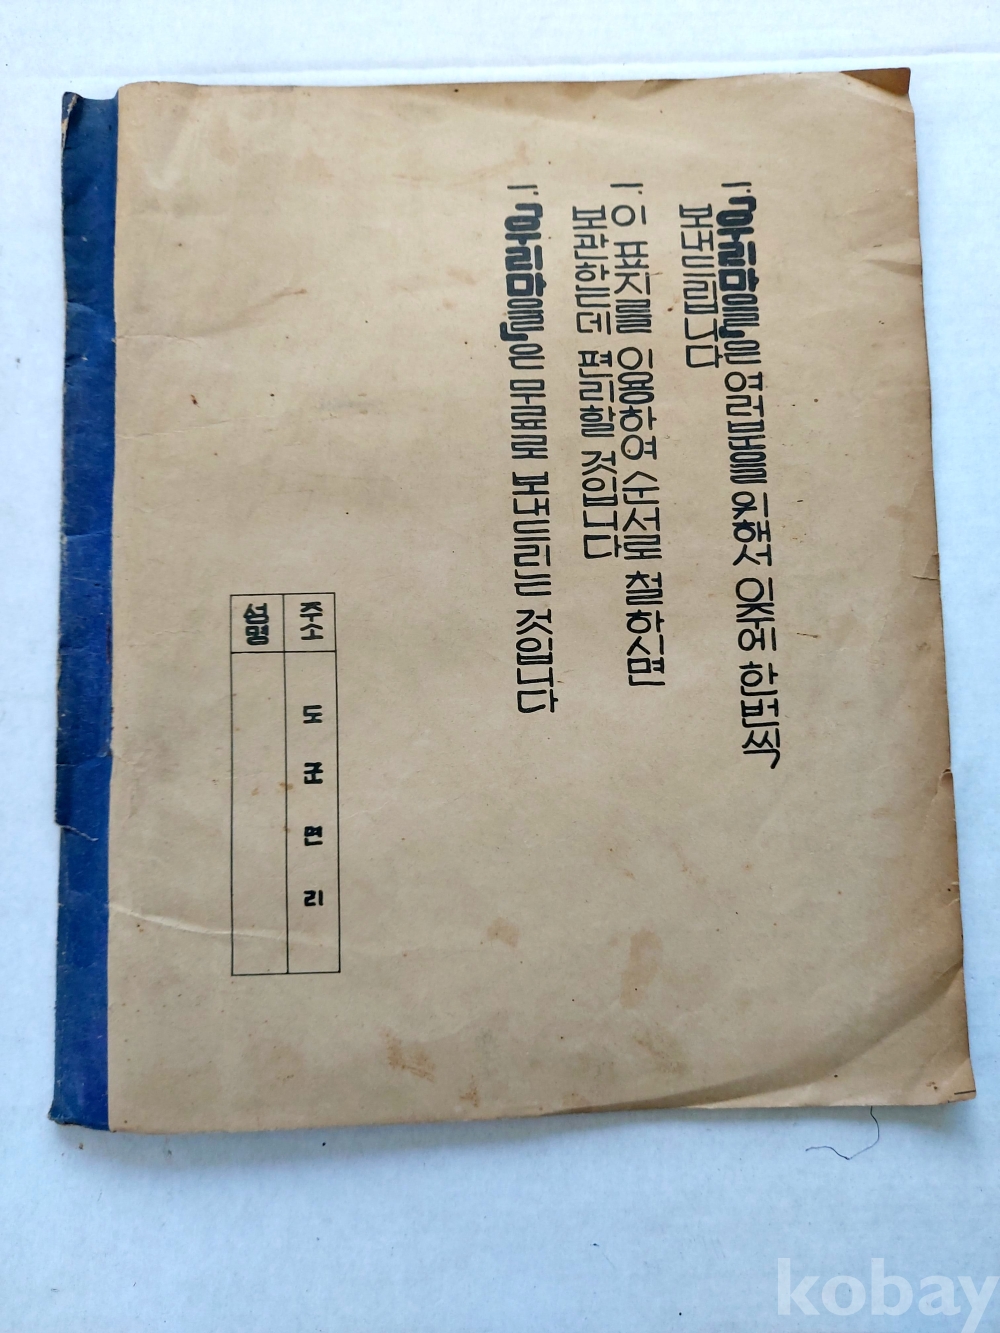 一. 『우리마을』은 여러분을 위해서 일주에 한번씩
보내드립니다
一. 이 표지를 이용하여 순서로 철하시면
보관하는데 편리할 것입니다
一. 『우리마을』은 무료로 보내드리는 것입니다
주소 도 군 면 리
성명
kobay